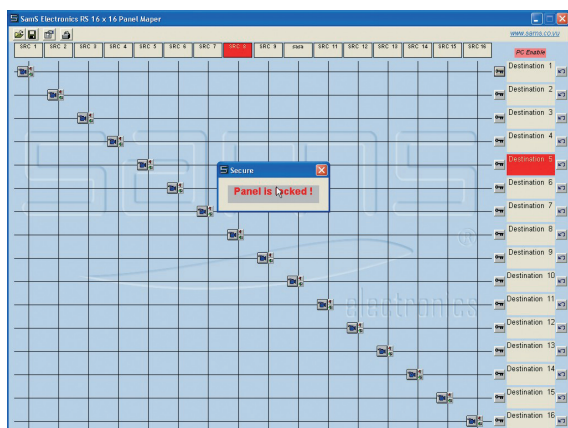 SamS Electronics RS 16 x 16 Panel Maper
www.sams.co.yu
SRC 1 SRC 2 SRC 3 SRC 4 SRC 5 SRC 6 SRC 7 SRC 8 SRC 9 sasa SRC 11 SRC 12 SRC 13 SRC 14 SRC 15 SRC 16
PC Enable
Destination 1
Destination 2
Destination 3
Destination 4
Destination 5
Secure
Panel is locked !
Destination 6
Destination 7
Destination 8
Destination 9
Destination 10
Destination 11
electronics
Destination 12
Destination 13
Destination 14
Destination 15
Destination 16
sams
®